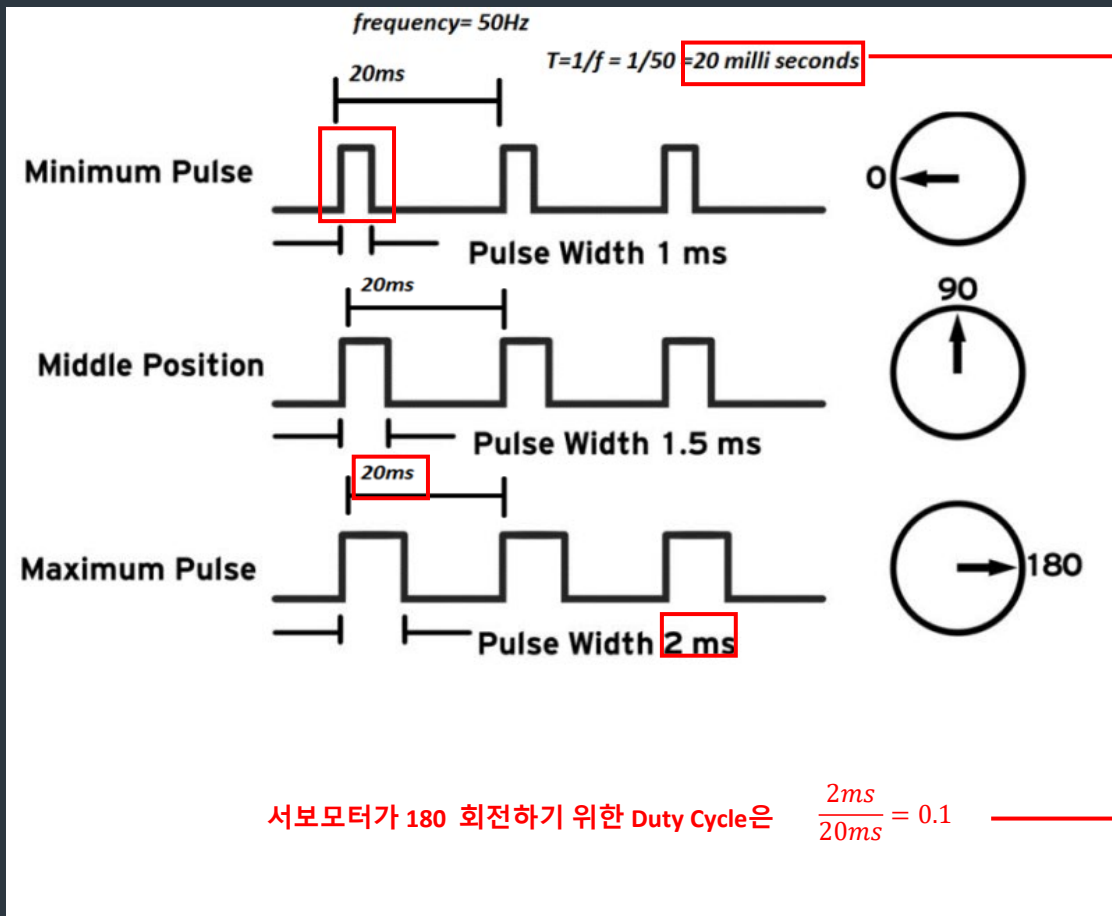 frequency= 50Hz
T=1/f = 1/50 =20 milli seconds
20ms
Minimum Pulse
0
Pulse Width 1 ms
20ms
90
Middle Position
Pulse Width 1.5 ms
20ms
Maximum Pulse
180
Pulse Width 2 ms
서보모터가 180 회전하기 위한 Duty Cycle은 2ms/20ms = 0.1